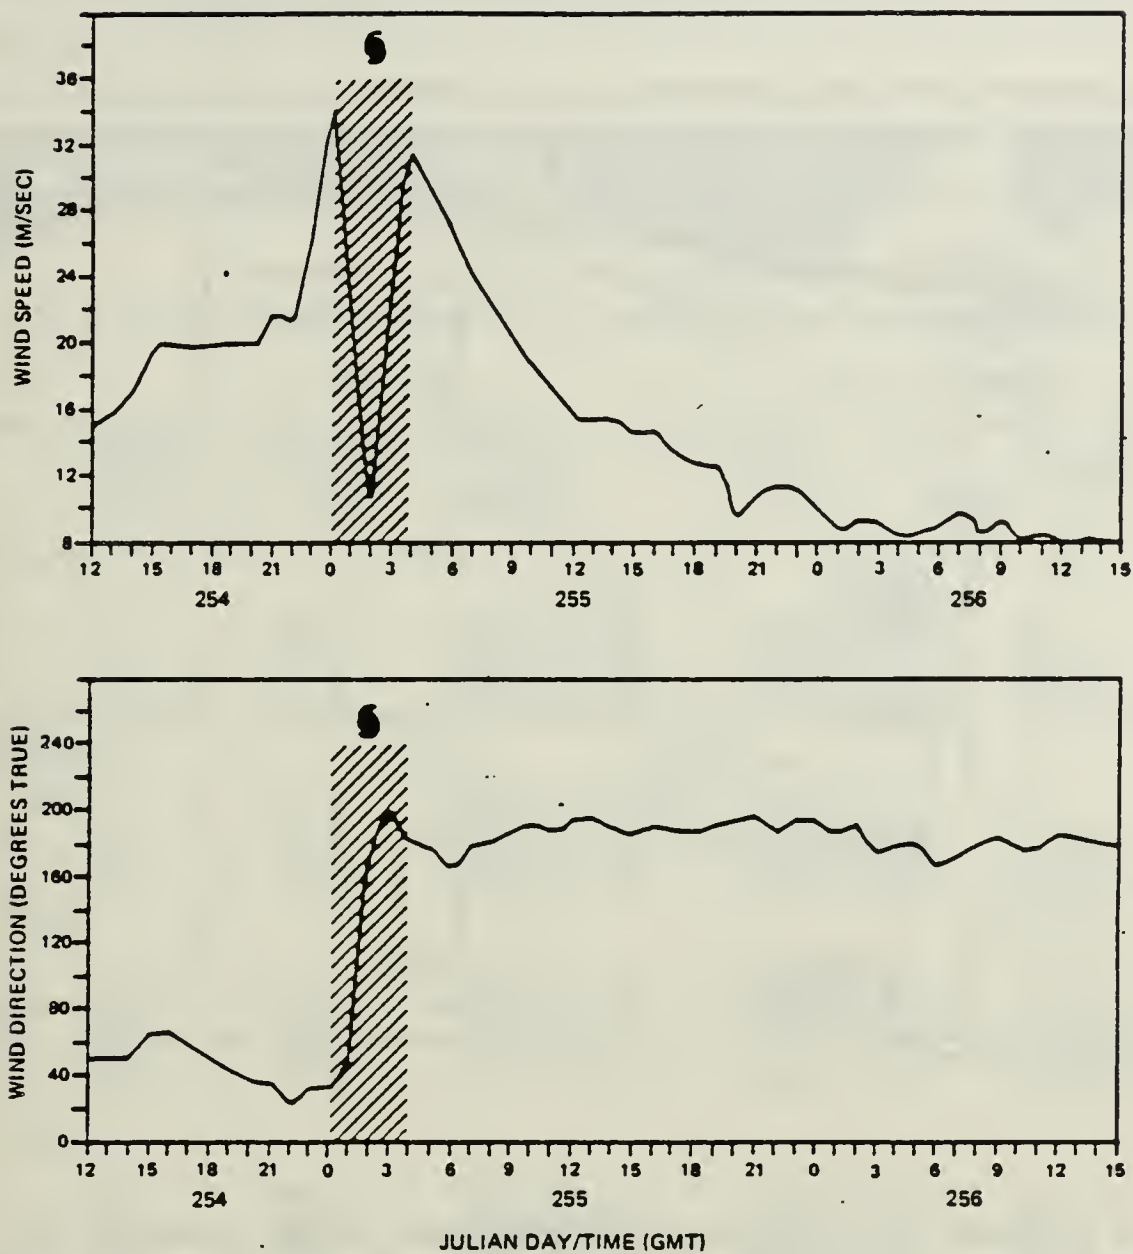 WIND SPEED (M/SEC)
36
32
28
24
20
16
12
8
12 15 18 21 0 3 6 9 12 15 18 21 0 3 6 9 12 15
254 255 256
WIND DIRECTION (DEGREES TRUE)
240
200
160
120
80
40
0
12 15 18 21 0 3 6 9 12 15 18 21 0 3 6 9 12 15
254 255 256
JULIAN DAY/TIME (GMT)